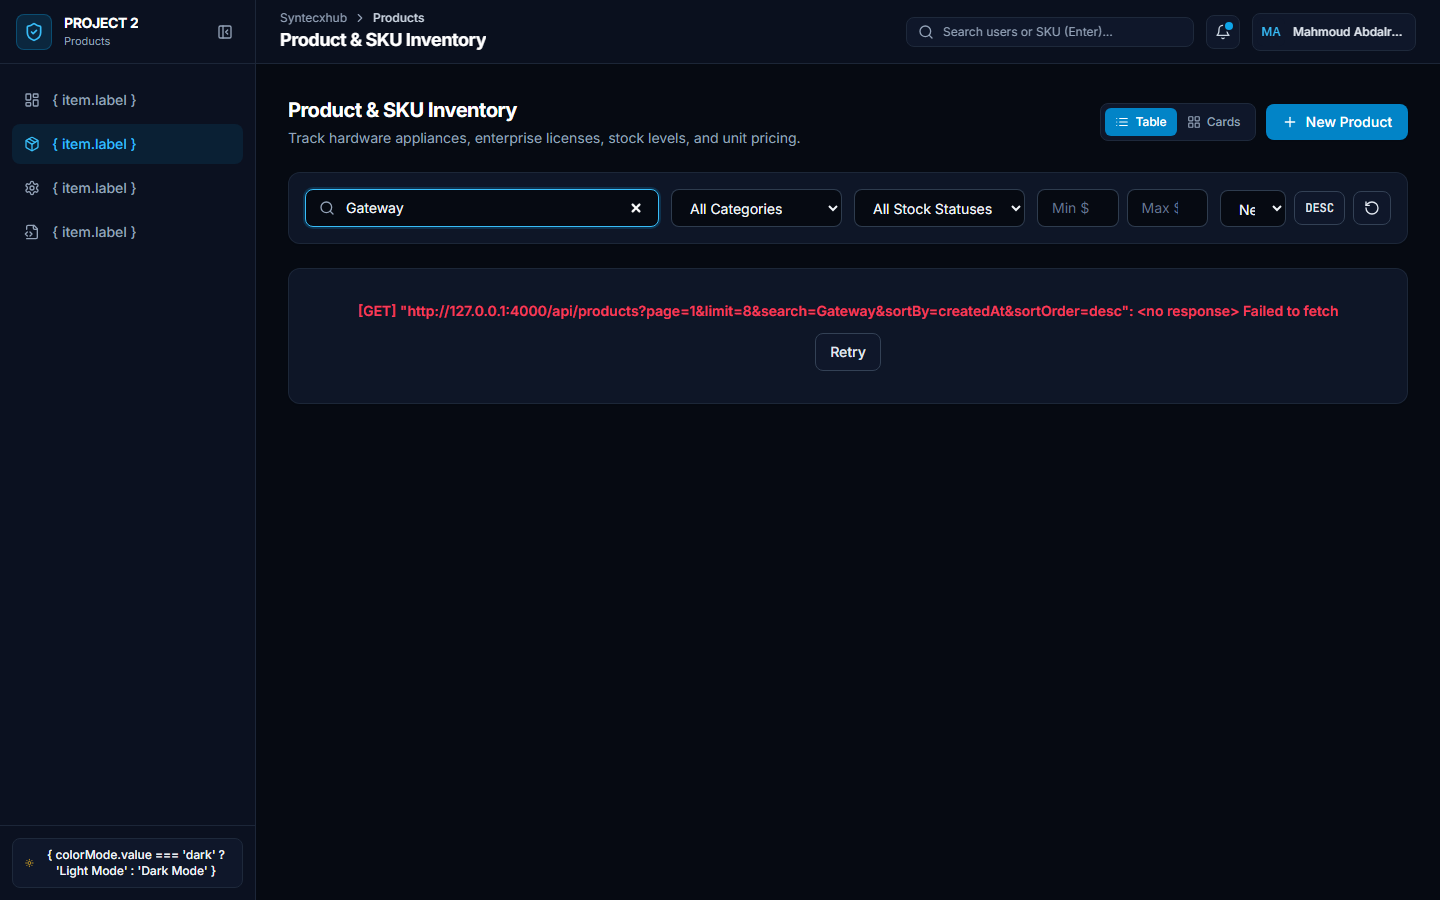 PROJECT 2
Products
{ item.label }
{ item.label }
{ item.label }
{ item.label }
{ colorMode.value === 'dark' ?
'Light Mode' : 'Dark Mode' }
Syntecxhub > Products
Product & SKU Inventory
Search users or SKU (Enter)...
MA Mahmoud Abdalr...
Product & SKU Inventory
Track hardware appliances, enterprise licenses, stock levels, and unit pricing.
Table Cards
+ New Product
Gateway
All Categories
All Stock Statuses
Min $
Max $
Ne
DESC
[GET] "http://127.0.0.1:4000/api/products?page=1&limit=8&search=Gateway&sortBy=createdAt&sortOrder=desc": <no response> Failed to fetch
Retry